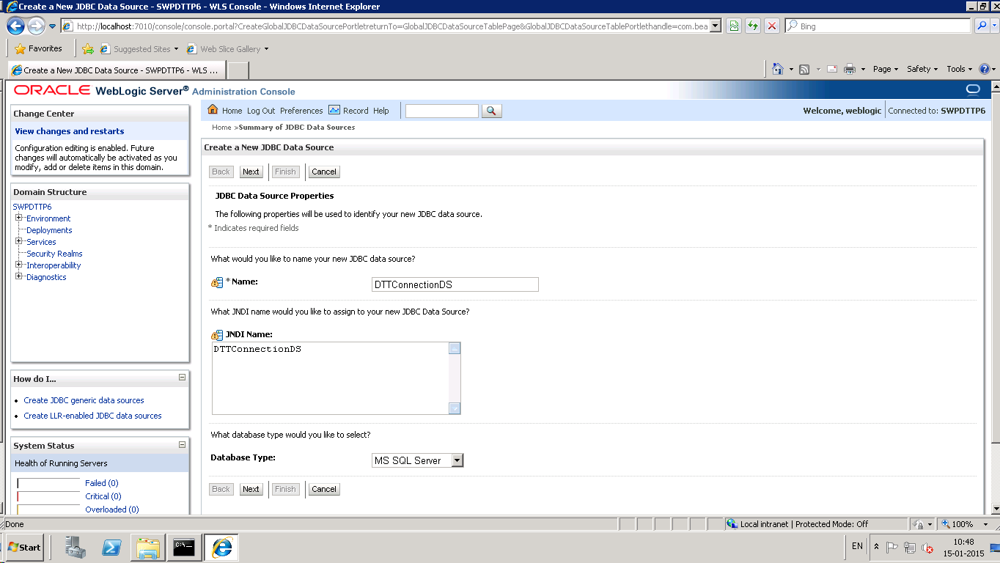 Create a New JDBC Data Source - SWPDTTP6 - WLS Console - Windows Internet Explorer
http://localhost:7010/console/console.portal?CreateGlobalJDBCDataSourcePortletreturnTo=GlobalJDBCDataSourceTablePage&GlobalJDBCDataSourceTablePortlethandle=com.bea
Bing
Favorites Suggested Sites Web Slice Gallery
Create a New JDBC Data Source - SWPDTTP6 - WLS ...
Page Safety Tools
ORACLE WebLogic Server® Administration Console
Change Center
View changes and restarts
Configuration editing is enabled. Future
changes will automatically be activated as you
modify, add or delete items in this domain.
Domain Structure
SWPDTTP6
Environment
Deployments
Services
Security Realms
Interoperability
Diagnostics
How do I...
Create JDBC generic data sources
Create LLR-enabled JDBC data sources
System Status
Health of Running Servers
Failed (0)
Critical (0)
Overloaded (0)
Home Log Out Preferences Record Help
Welcome, weblogic Connected to: SWPDTTP6
Home >Summary of JDBC Data Sources
Create a New JDBC Data Source
Back Next Finish Cancel
JDBC Data Source Properties
The following properties will be used to identify your new JDBC data source.
* Indicates required fields
What would you like to name your new JDBC data source?
* Name: DTTConnectionDS
What JNDI name would you like to assign to your new JDBC Data Source?
JNDI Name:
DTTConnectionDS
What database type would you like to select?
Database Type: MS SQL Server
Back Next Finish Cancel
Done
Local intranet | Protected Mode: Off
100%
Start
C:\_
EN
10:48
15-01-2015